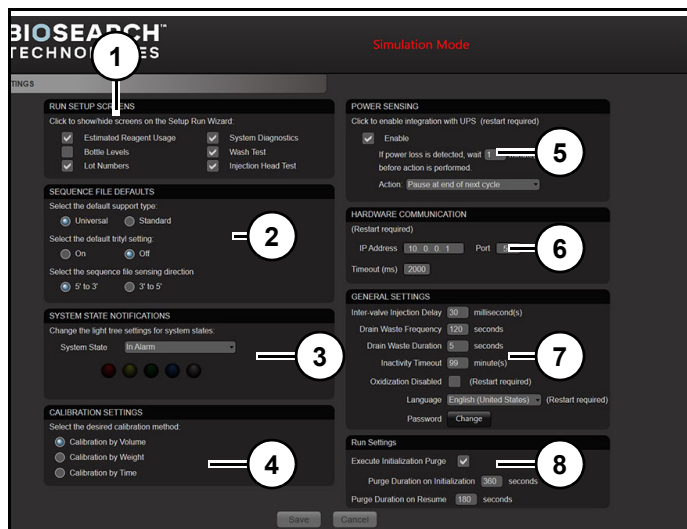 BIOSEARCH™
TECHNOLOGIES
Simulation Mode
TINGS
1
RUN SETUP SCREENS
Click to show/hide screens on the Setup Run Wizard:
Estimated Reagent Usage
System Diagnostics
Bottle Levels
Wash Test
Lot Numbers
Injection Head Test
SEQUENCE FILE DEFAULTS
Select the default support type:
Universal
Standard
Select the default trityl setting:
On
Off
Select the sequence file sensing direction
5' to 3'
3' to 5'
2
SYSTEM STATE NOTIFICATIONS
Change the light tree settings for system states:
System State
In Alarm
3
CALIBRATION SETTINGS
Select the desired calibration method:
Calibration by Volume
Calibration by Weight
Calibration by Time
4
POWER SENSING
Click to enable integration with UPS (restart required)
Enable
If power loss is detected, wait 1
before action is performed.
Action: Pause at end of next cycle
5
HARDWARE COMMUNICATION
(Restart required)
IP Address 10 0 0 1 Port
Timeout (ms) 2000
6
GENERAL SETTINGS
Inter-valve Injection Delay 30 millisecond(s)
Drain Waste Frequency 120 seconds
Drain Waste Duration 5 seconds
Inactivity Timeout 99 minute(s)
Oxidization Disabled (Restart required)
Language English (United States) (Restart required)
Password Change
7
Run Settings
Execute Initialization Purge
Purge Duration on Initialization 360 seconds
Purge Duration on Resume 180 seconds
8
Save
Cancel